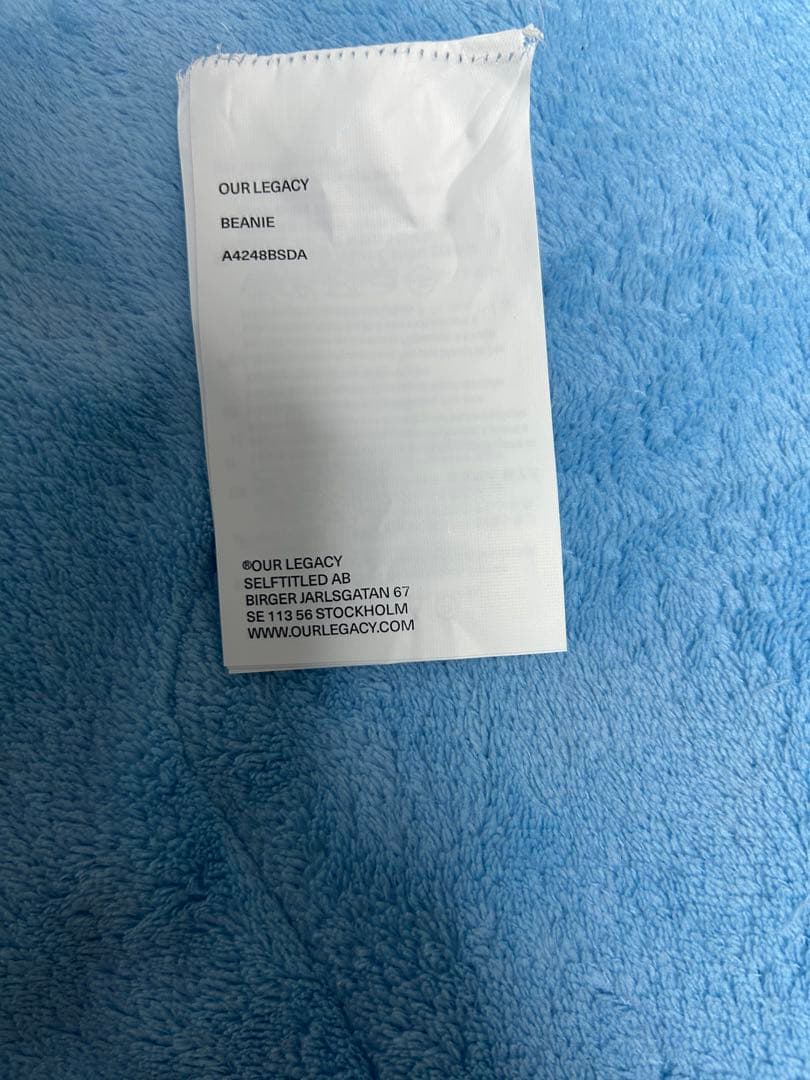 OUR LEGACY
BEANIE
A4248BSDA
®OUR LEGACY
SELFTITLED AB
BIRGER JARLSGATAN 67
SE 113 56 STOCKHOLM
WWW.OURLEGACY.COM